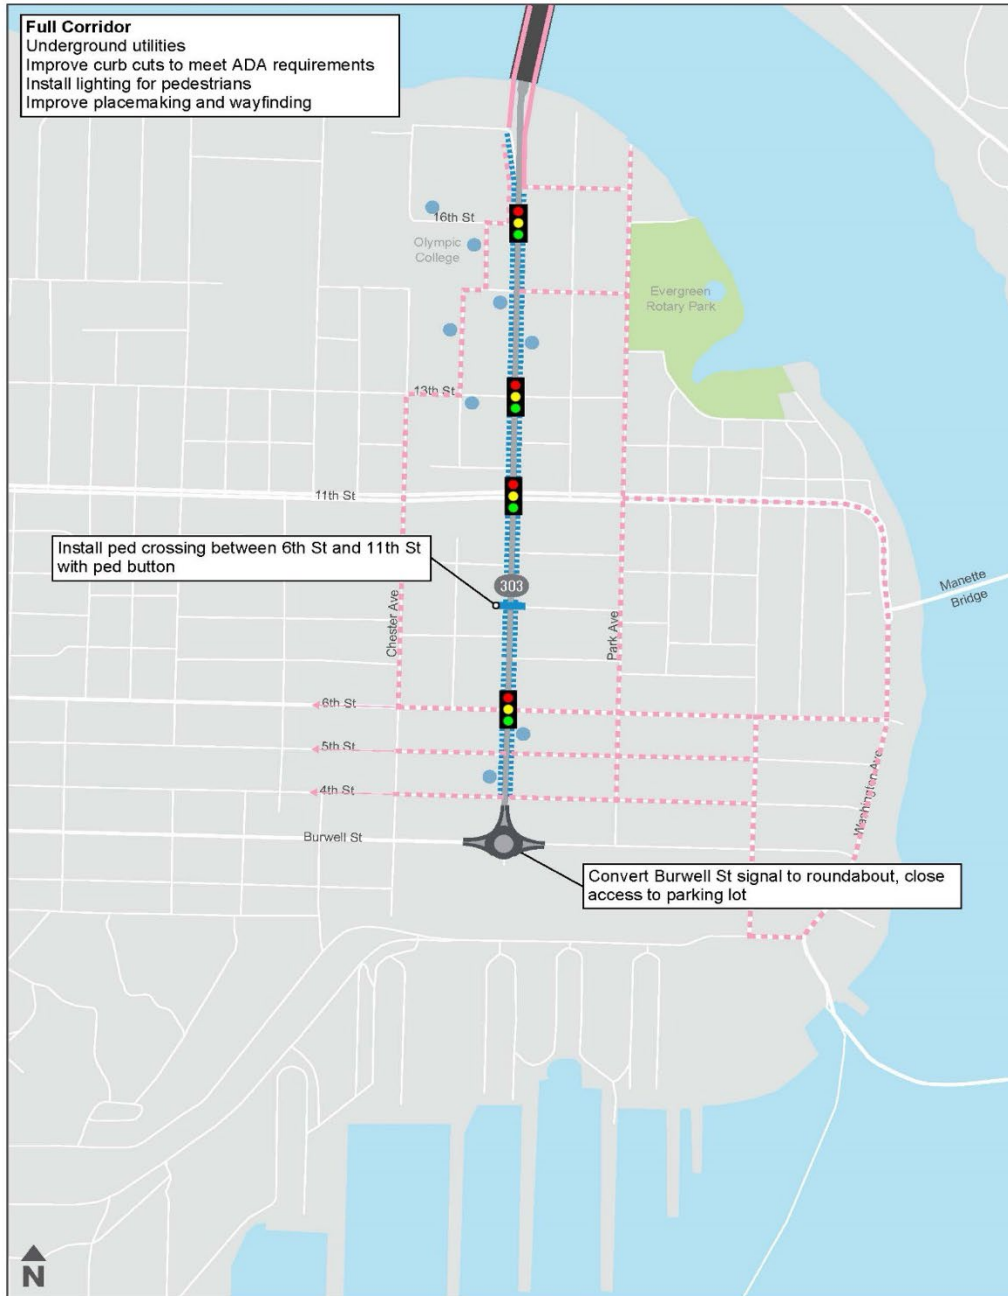 Full Corridor
Underground utilities
Improve curb cuts to meet ADA requirements
Install lighting for pedestrians
Improve placemaking and wayfinding
16th St
Olympic
College
Evergreen
Rotary Park
13th St
11th St
Install ped crossing between 6th St and 11th St
with ped button
303
Manette
Bridge
Chester Ave
Park Ave
6th St
5th St
4th St
Washington Ave
Burwell St
Convert Burwell St signal to roundabout, close
access to parking lot
N